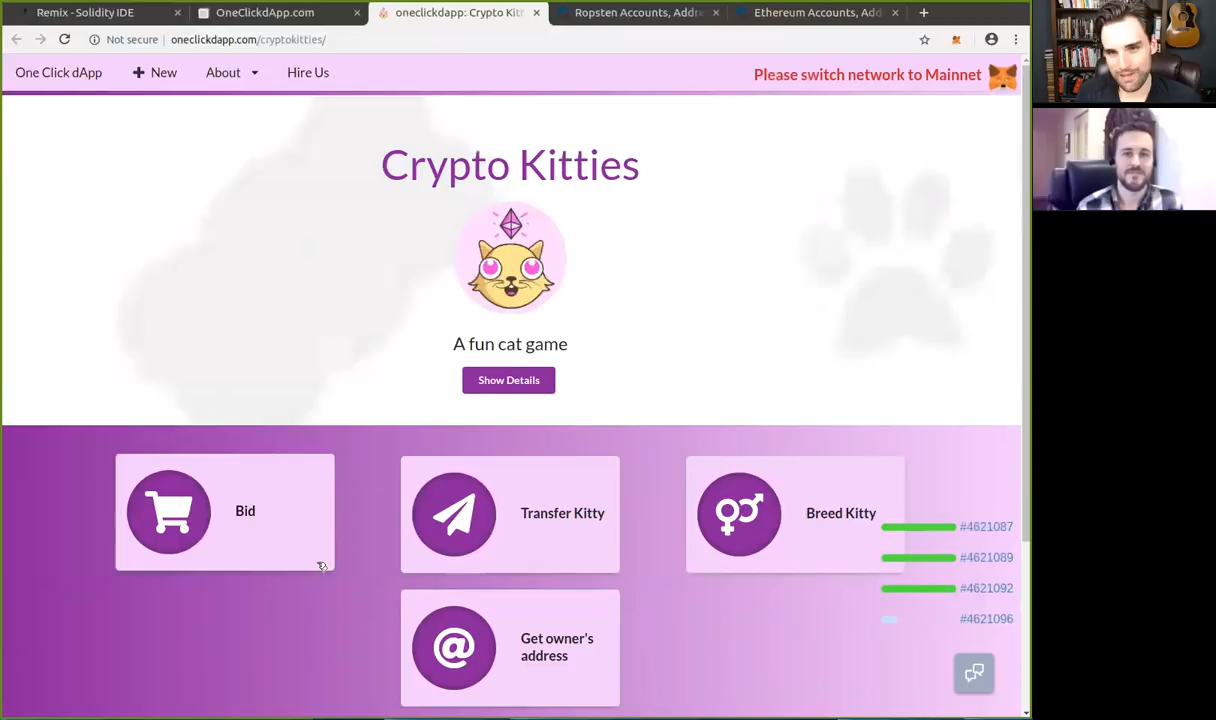 Remix - Solidity IDE
OneClickdApp.com
oneclickdapp: Crypto Kitt
Ropsten Accounts, Addre
Ethereum Accounts, Add
Not secure
oneclickdapp.com/cryptokitties/
One Click dApp
New
About
Hire Us
Please switch network to Mainnet
Crypto Kitties
A fun cat game
Show Details
Bid
Transfer Kitty
Breed Kitty
#4621087
#4621089
#4621092
#4621096
Get owner's
address